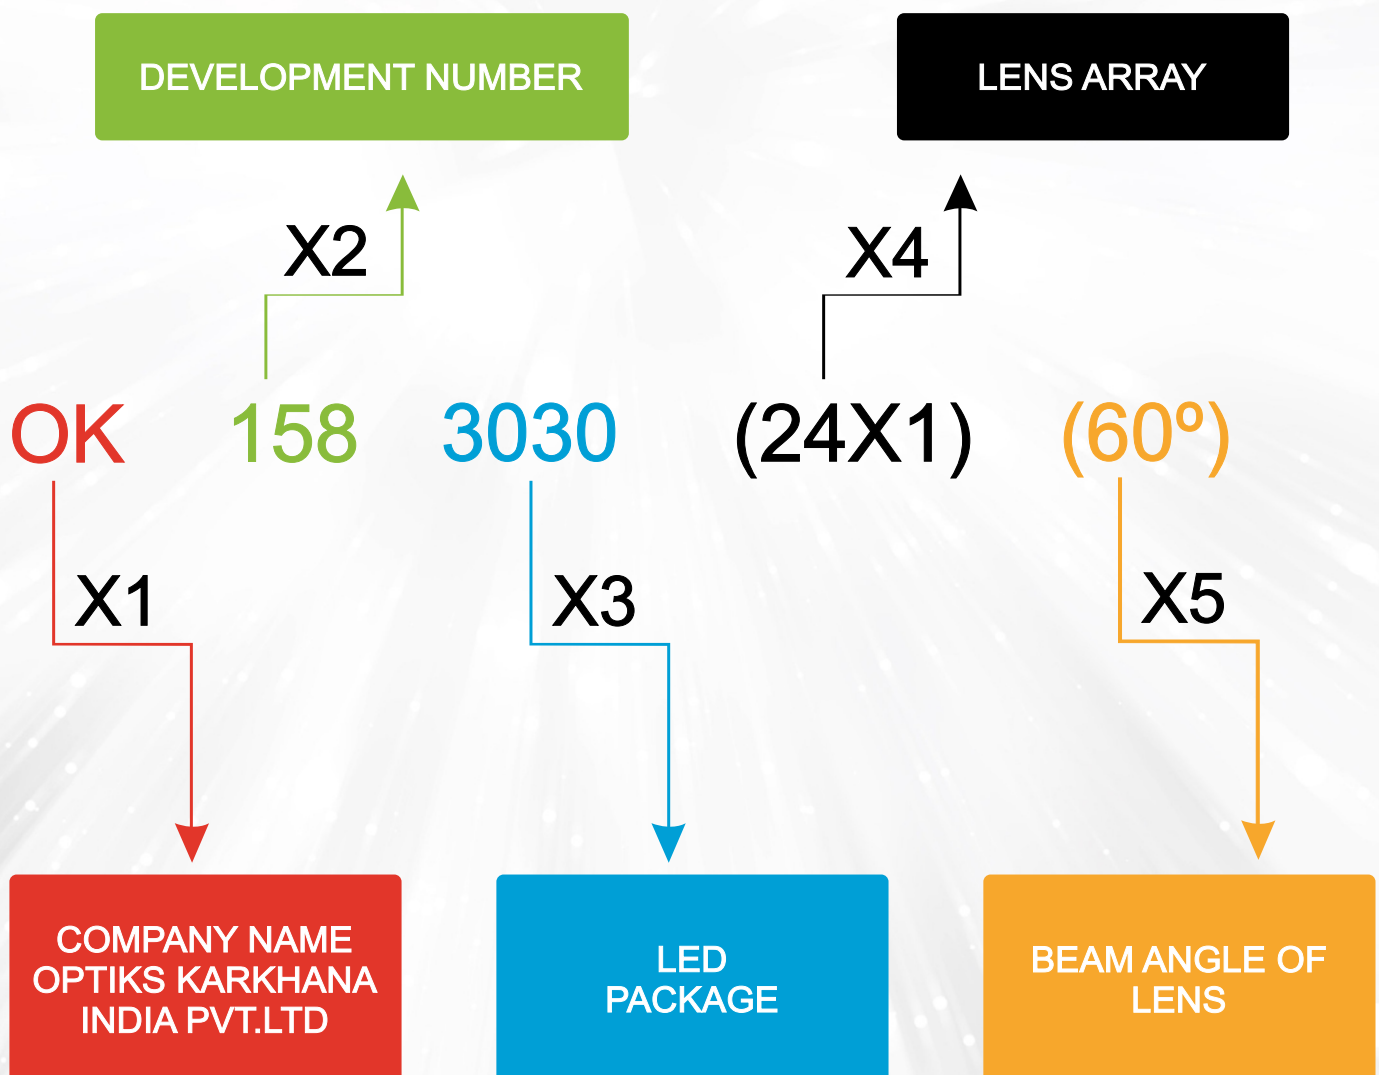 DEVELOPMENT NUMBER
LENS ARRAY
X2
X4
OK 158 3030 (24X1) (60º)
X1
X3
X5
COMPANY NAME
OPTIKS KARKHANA
INDIA PVT.LTD
LED
PACKAGE
BEAM ANGLE OF
LENS